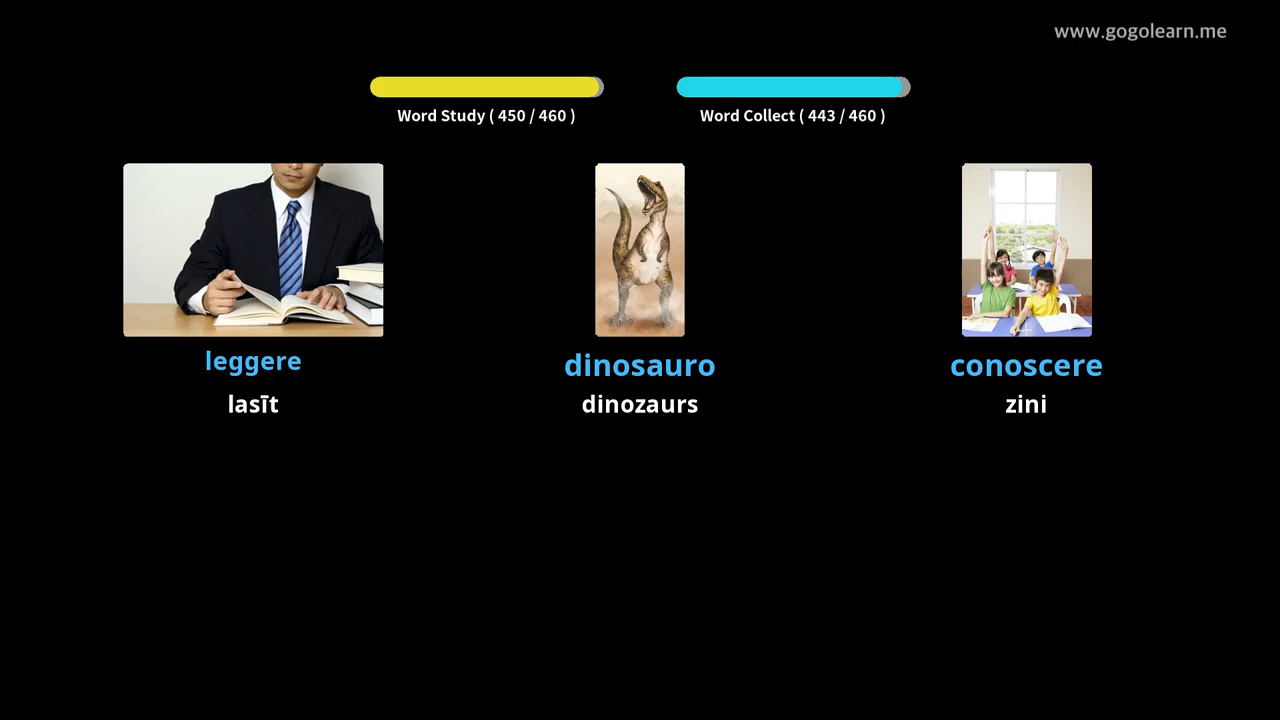 www.gogolearn.me
Word Study ( 450 / 460 )
Word Collect ( 443 / 460 )
leggere
dinosauro
conoscere
lasīt
dinozaurs
zini